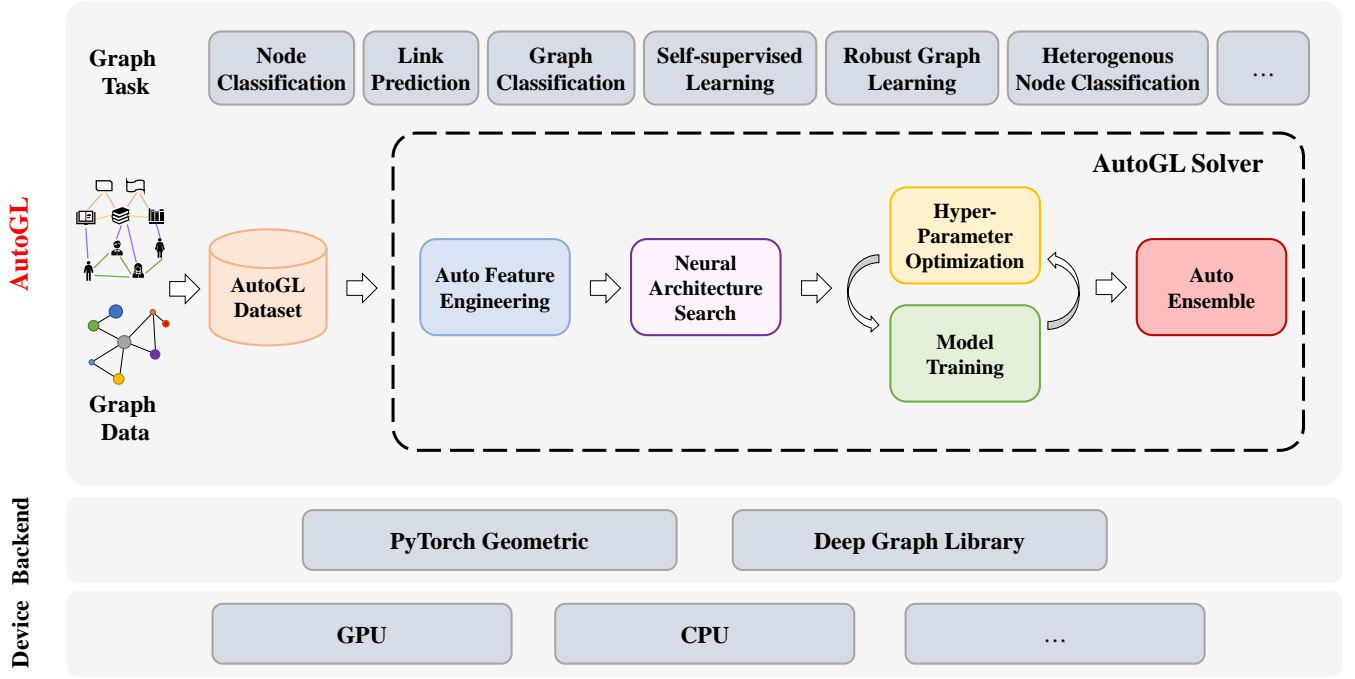 AutoGL
Graph
Task
Node
Classification
Link
Prediction
Graph
Classification
Self-supervised
Learning
Robust Graph
Learning
Heterogenous
Node Classification
…
AutoGL Solver
Graph
Data
AutoGL
Dataset
Auto Feature
Engineering
Neural
Architecture
Search
Hyper-
Parameter
Optimization
Model
Training
Auto
Ensemble
Backend
PyTorch Geometric
Deep Graph Library
Device
GPU
CPU
…